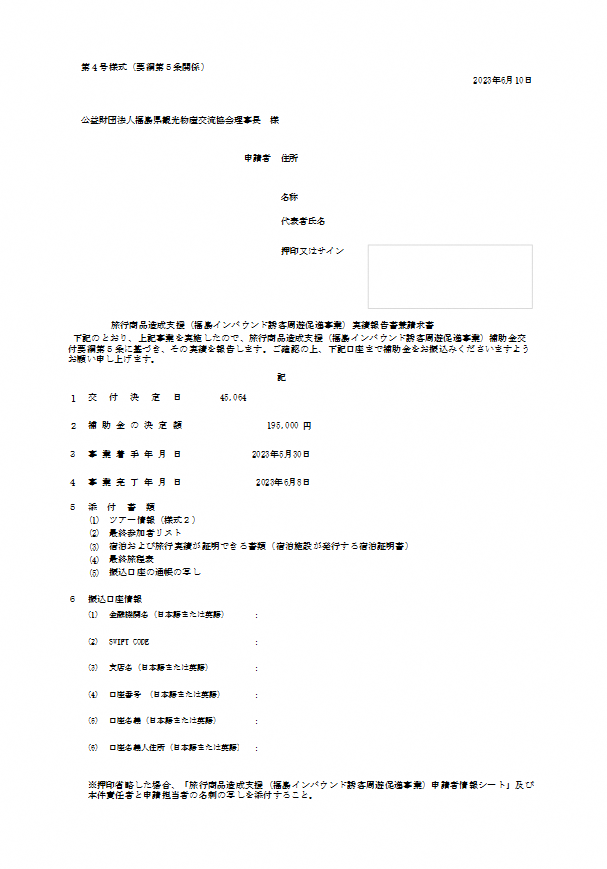 第４号様式（要綱第５条関係）
2023年6月10日
公益財団法人福島県観光物産交流協会理事長　様
申請者　住所
名称
代表者氏名
押印又はサイン
旅行商品造成支援（福島インバウンド誘客周遊促進事業）実績報告書兼請求書
下記のとおり、上記事業を実施したので、旅行商品造成支援（福島インバウンド誘客周遊促進事業）補助金交
付要綱第５条に基づき、その実績を報告します。ご確認の上、下記口座まで補助金をお振込みくださいますよう
お願い申し上げます。
記
1　交 付 決 定 日　45,064
2　補 助 金 の 決 定 額　195,000 円
3　事 業 着 手 年 月 日　2023年5月30日
4　事 業 完 了 年 月 日　2023年6月8日
5　添 付 書 類
(1)　ツアー情報（様式２）
(2)　最終参加者リスト
(3)　宿泊および旅行実績が証明できる書類（宿泊施設が発行する宿泊証明書）
(4)　最終旅程表
(5)　振込口座の通帳の写し
6　振込口座情報
(1)　金融機関名（日本語または英語）　：
(2)　SWIFT CODE　：
(3)　支店名（日本語または英語）　：
(4)　口座番号　（日本語または英語）　：
(5)　口座名義（日本語または英語）　：
(6)　口座名義人住所（日本語または英語）　：
※押印省略した場合、「旅行商品造成支援（福島インバウンド誘客周遊促進事業）申請者情報シート」及び
本件責任者と申請担当者の名刺の写しを添付すること。